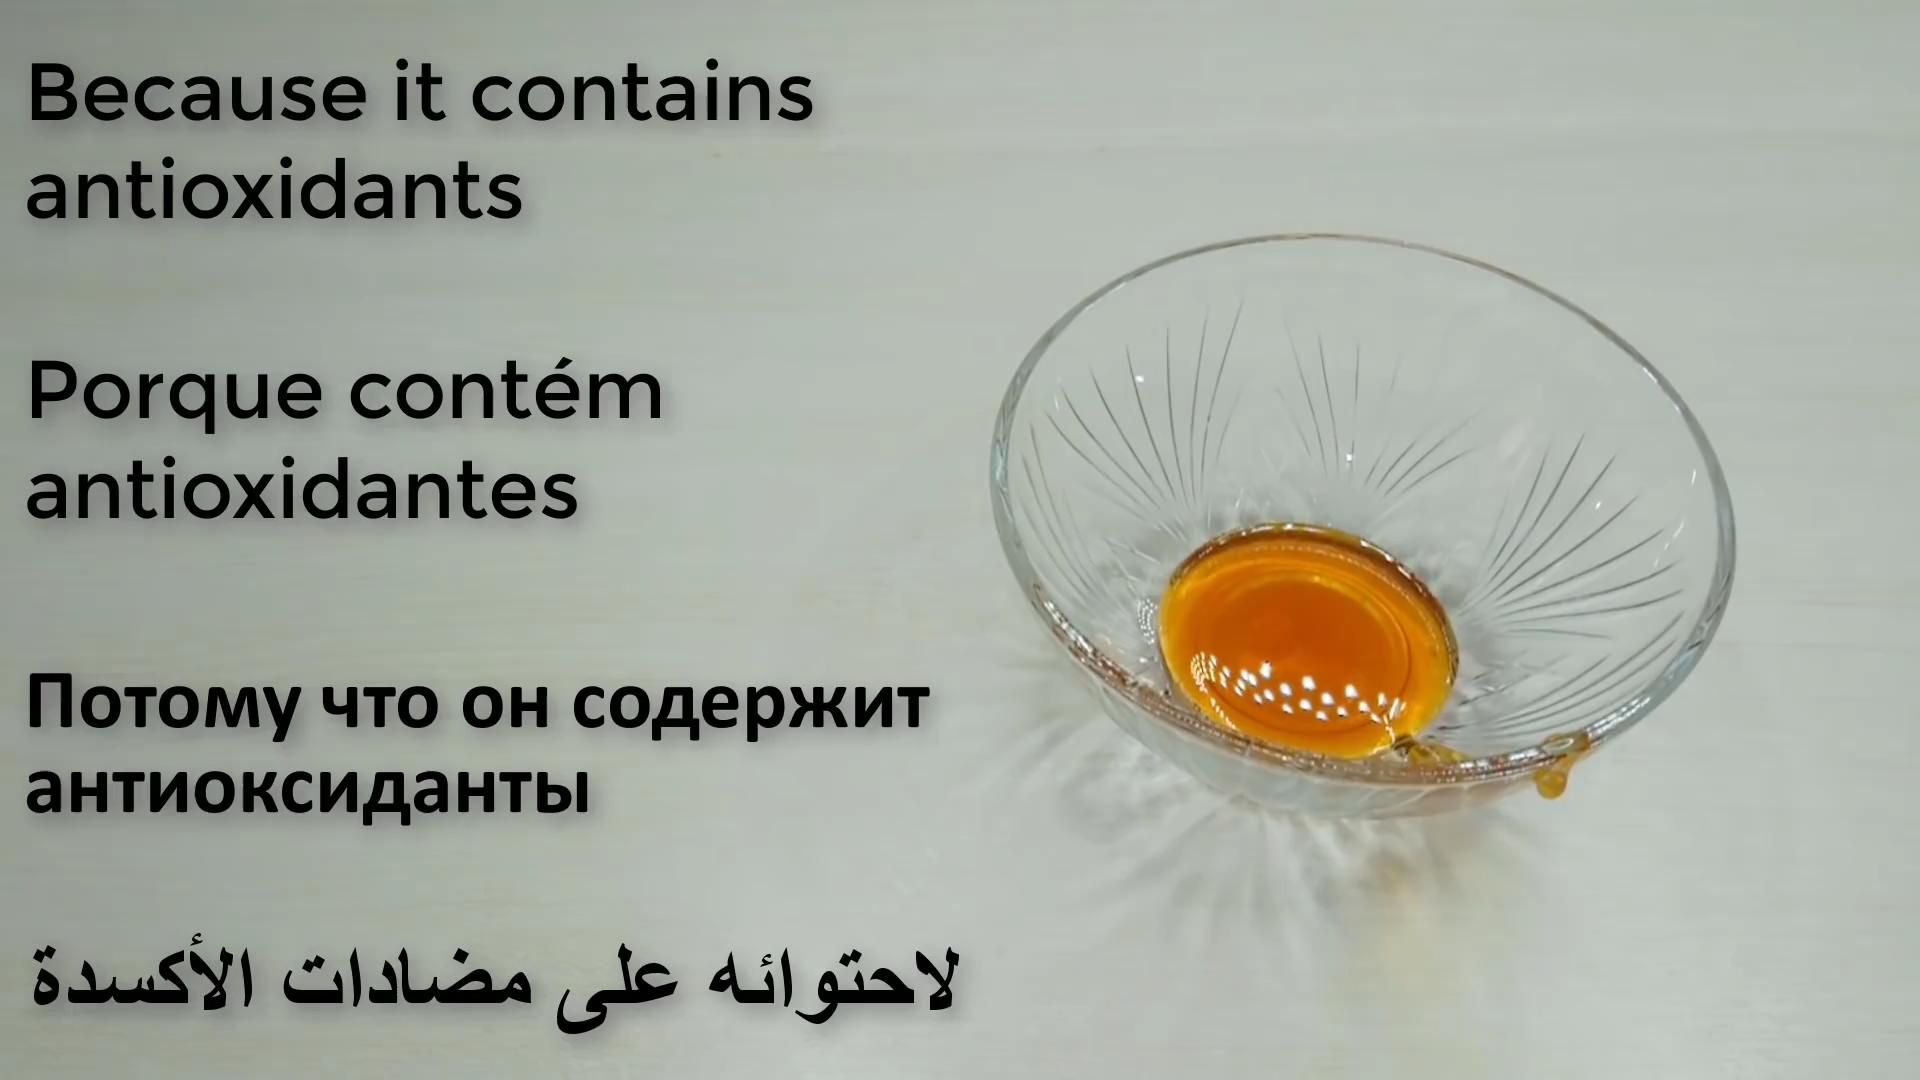 Because it contains
antioxidants
Porque contém
antioxidantes
Потому что он содержит
антиоксиданты
لاحتوائه على مضادات الأكسدة